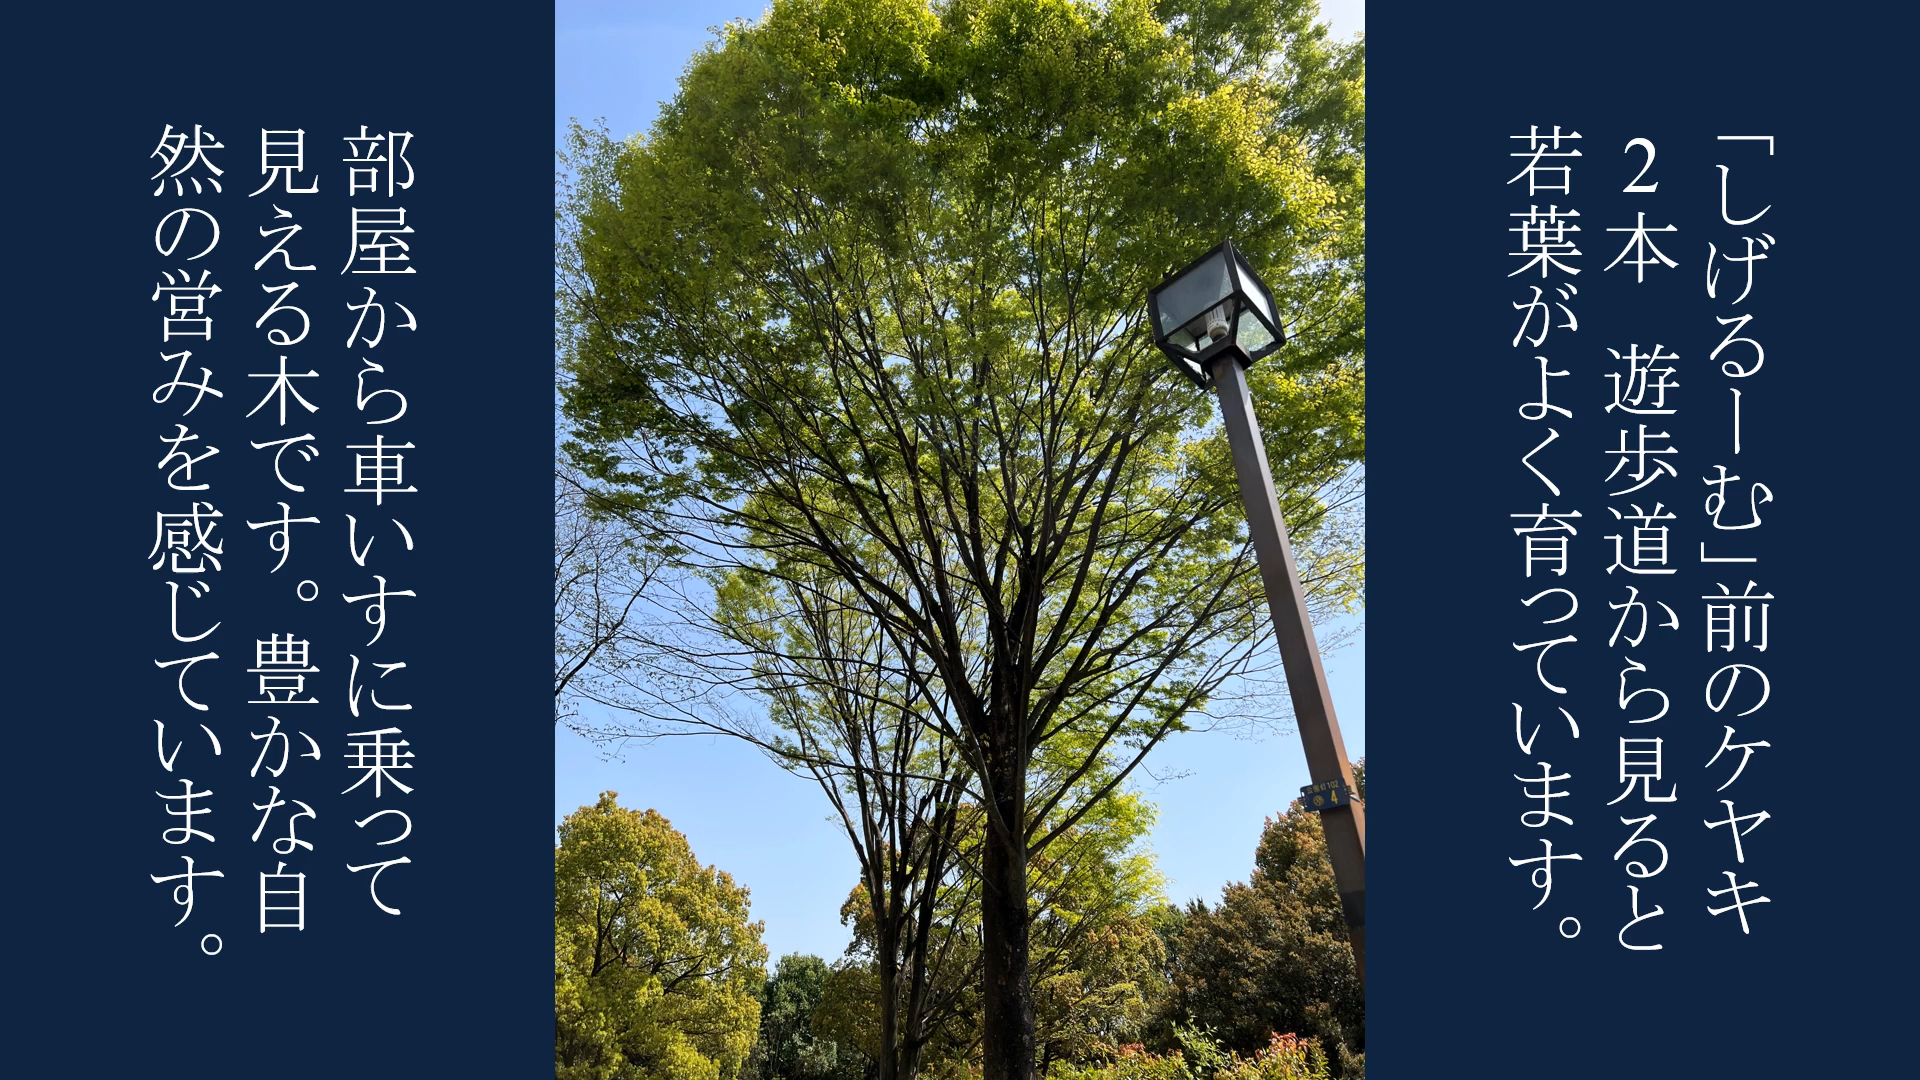 「しげるーむ」前のケヤキ
2本　遊歩道から見ると
若葉がよく育っています。
部屋から車いすに乗って
見える木です。豊かな自
然の営みを感じています。
4